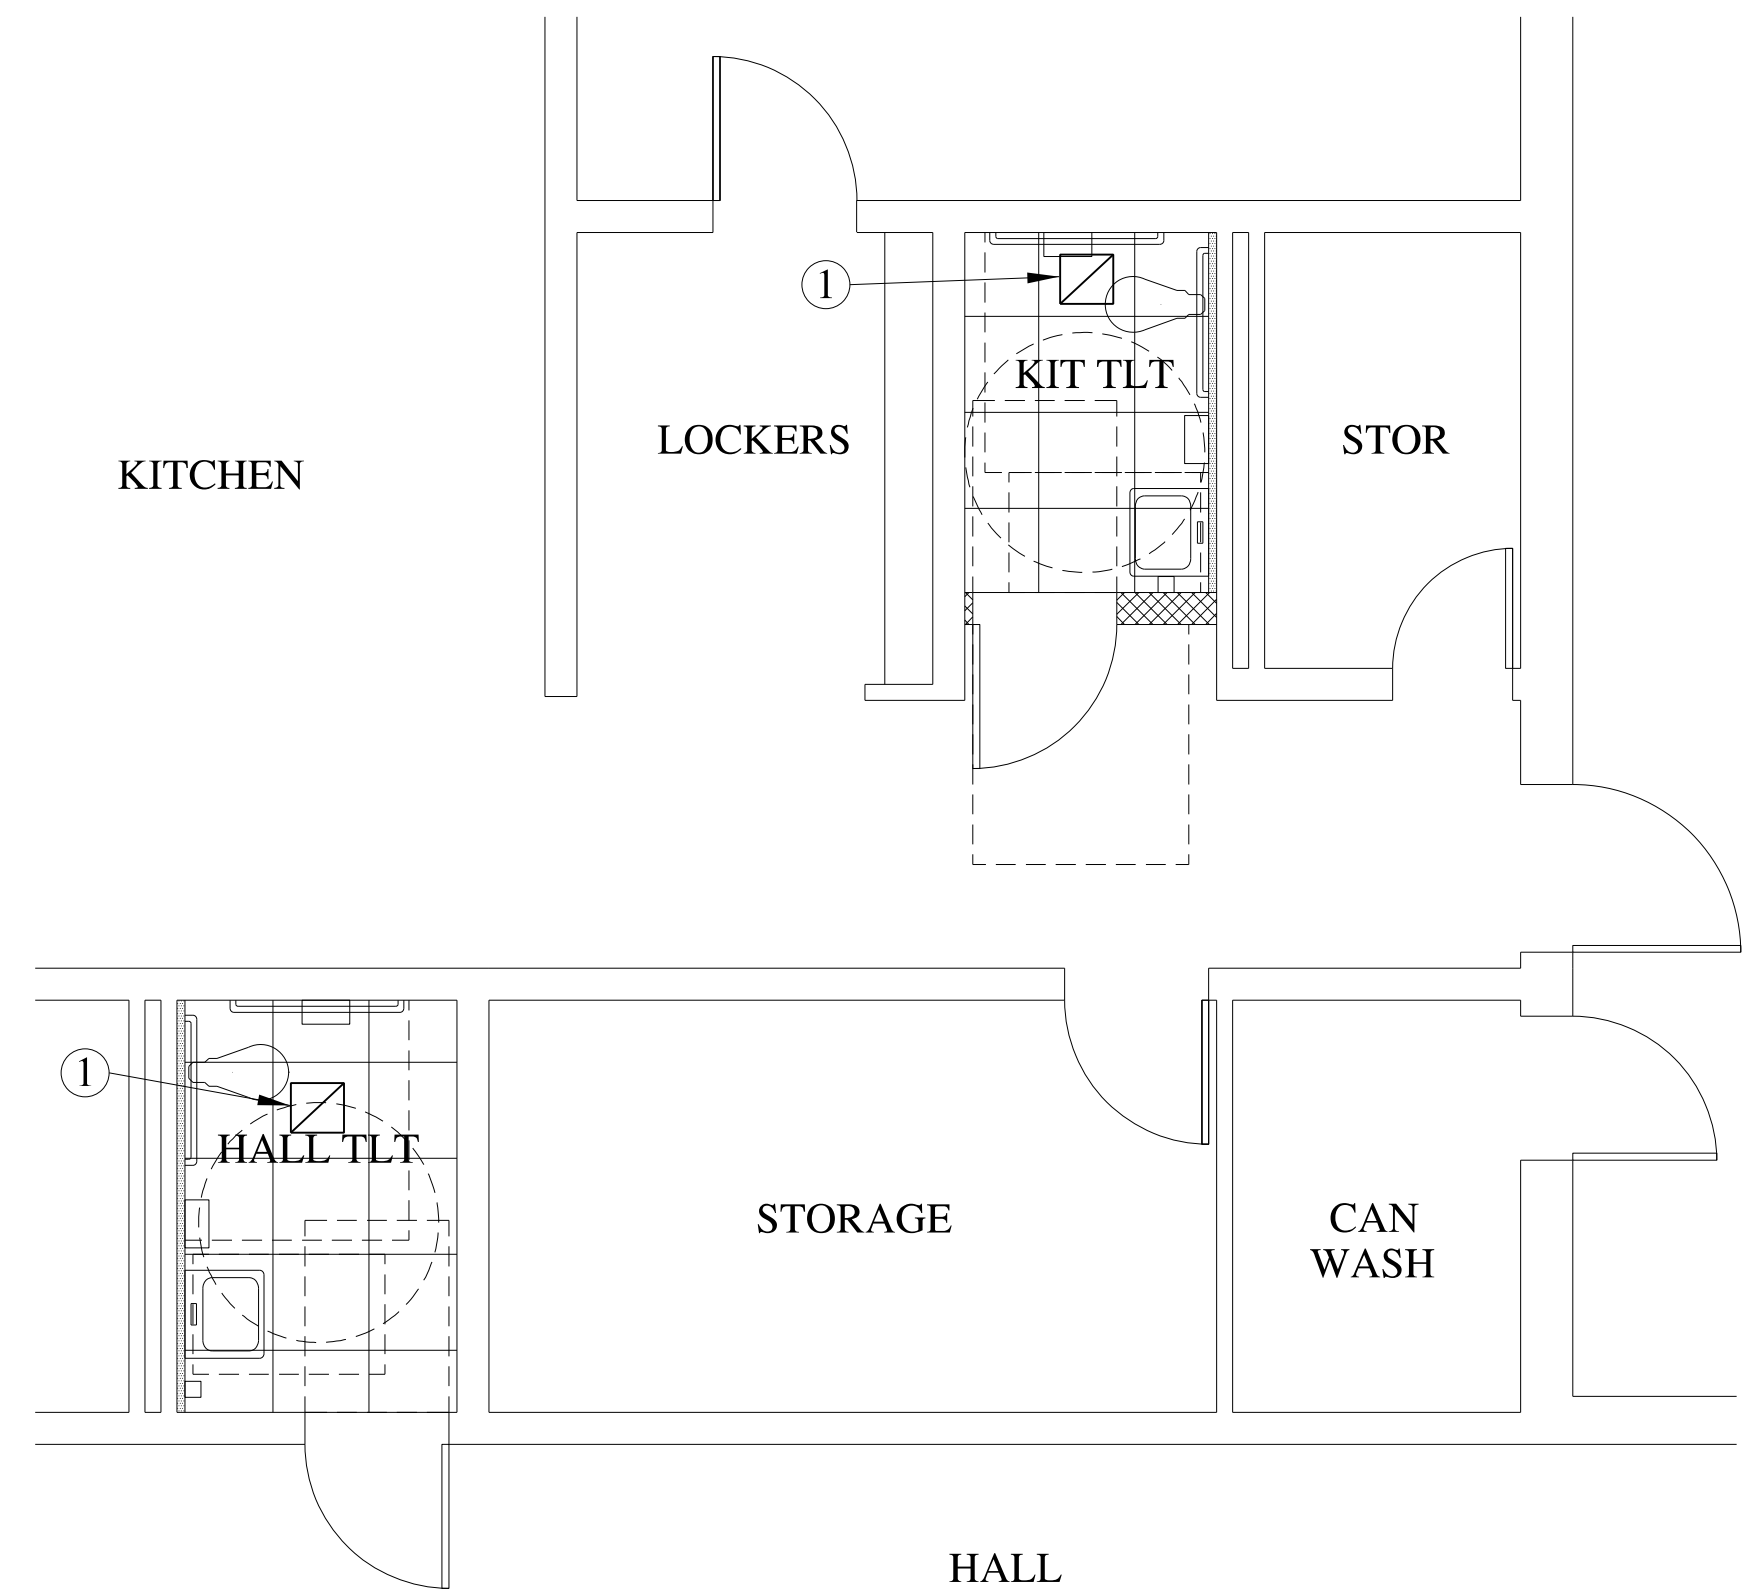 1
KIT TLT
LOCKERS
STOR
KITCHEN
1
HALL TLT
STORAGE
CAN
WASH
HALL